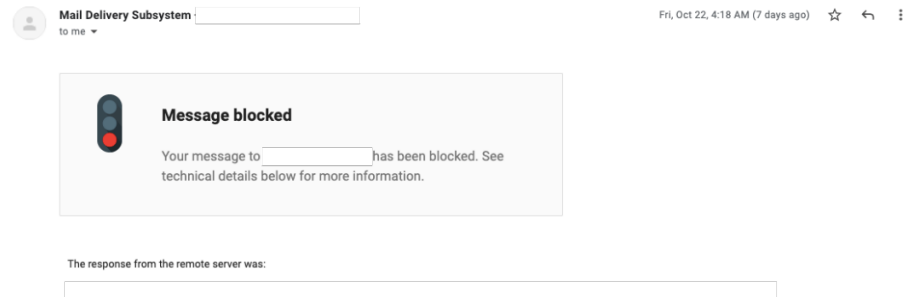 Mail Delivery Subsystem
Fri, Oct 22, 4:18 AM (7 days ago)
to me
Message blocked
Your message to has been blocked. See
technical details below for more information.
The response from the remote server was: